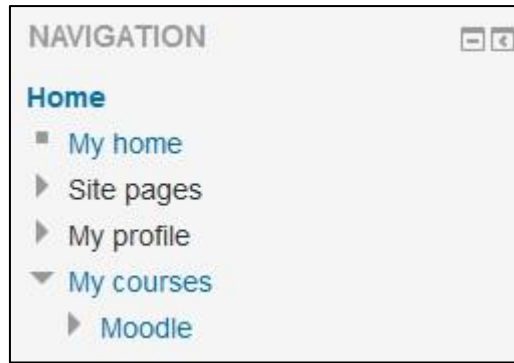 NAVIGATION
Home
My home
Site pages
My profile
My courses
Moodle